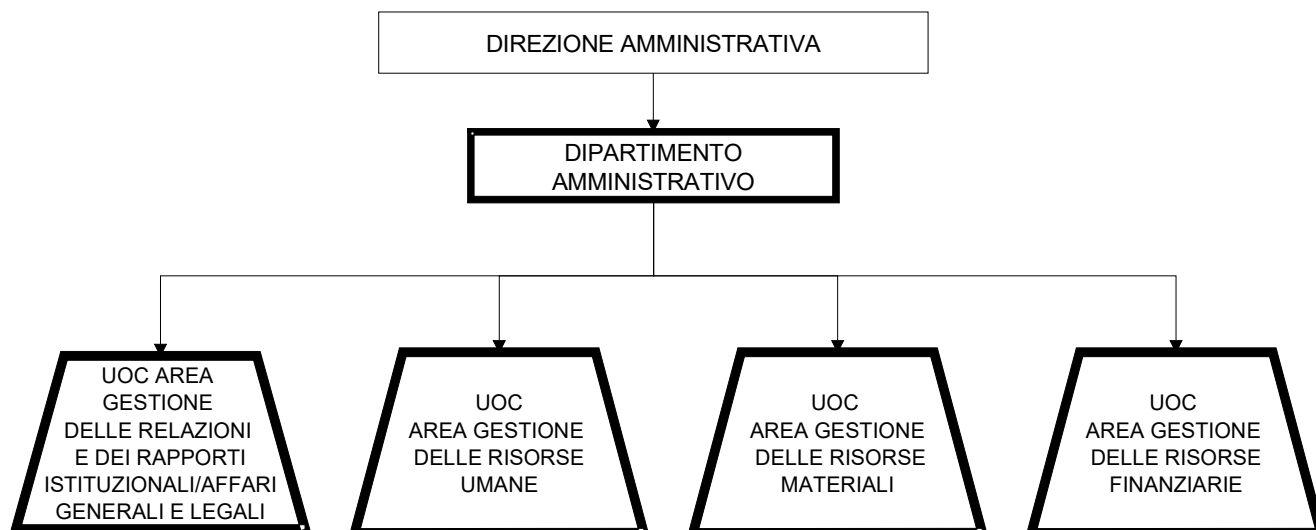 DIREZIONE AMMINISTRATIVA
DIPARTIMENTO
AMMINISTRATIVO
UOC AREA
GESTIONE
DELLE RELAZIONI
E DEI RAPPORTI
ISTITUZIONALI/AFFARI
GENERALI E LEGALI
UOC
AREA GESTIONE
DELLE RISORSE
UMANE
UOC
AREA GESTIONE
DELLE RISORSE
MATERIALI
UOC
AREA GESTIONE
DELLE RISORSE
FINANZIARIE